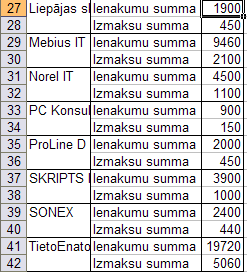 27 Liepājas sl Ienakumu summa 1900
28 Izmaksu summa 450
29 Mebius IT Ienakumu summa 9460
30 Izmaksu summa 2100
31 Norel IT Ienakumu summa 4500
32 Izmaksu summa 1100
33 PC Konsul Ienakumu summa 900
34 Izmaksu summa 150
35 ProLine D Ienakumu summa 2000
36 Izmaksu summa 450
37 SKRIPTS I Ienakumu summa 3900
38 Izmaksu summa 1000
39 SONEX Ienakumu summa 2400
40 Izmaksu summa 440
41 TietoEnato Ienakumu summa 19720
42 Izmaksu summa 5060